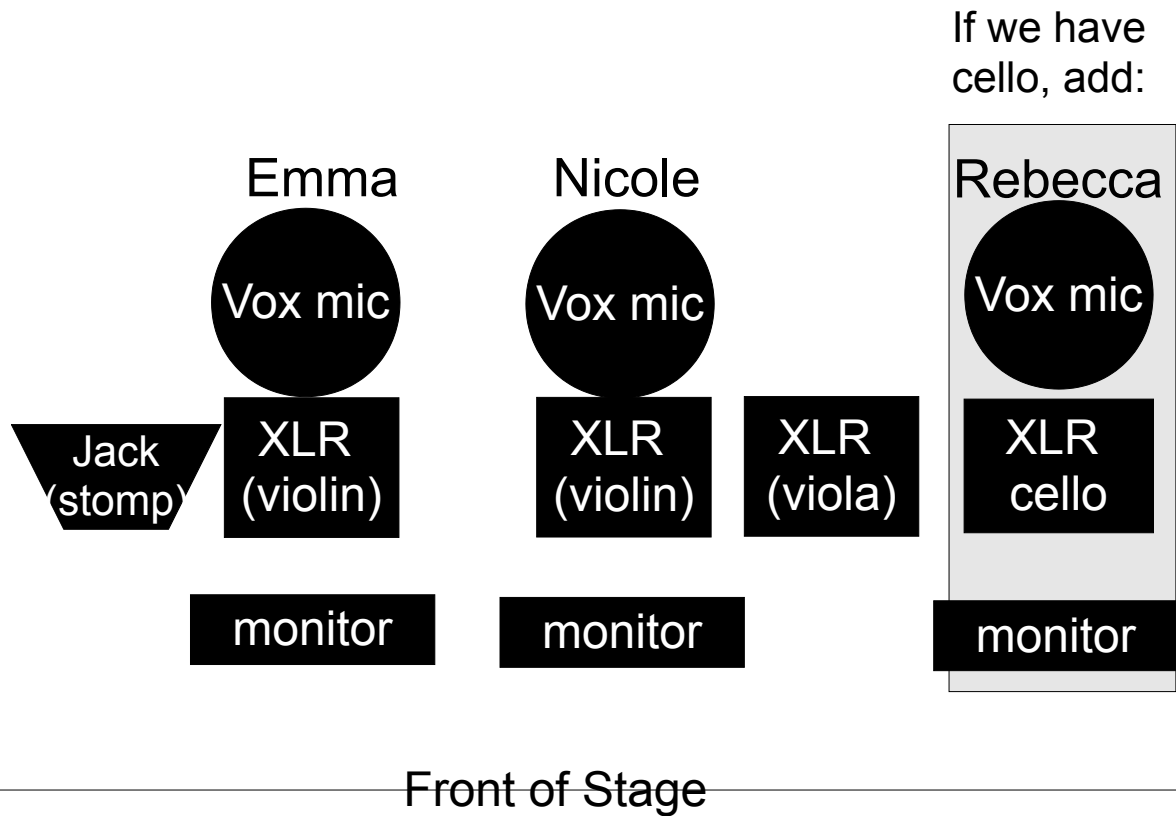 If we have
cello, add:
Emma
Nicole
Rebecca
Vox mic
Vox mic
Vox mic
Jack
(stomp)
XLR
(violin)
XLR
(violin)
XLR
(viola)
XLR
cello
monitor
monitor
monitor
Front of Stage